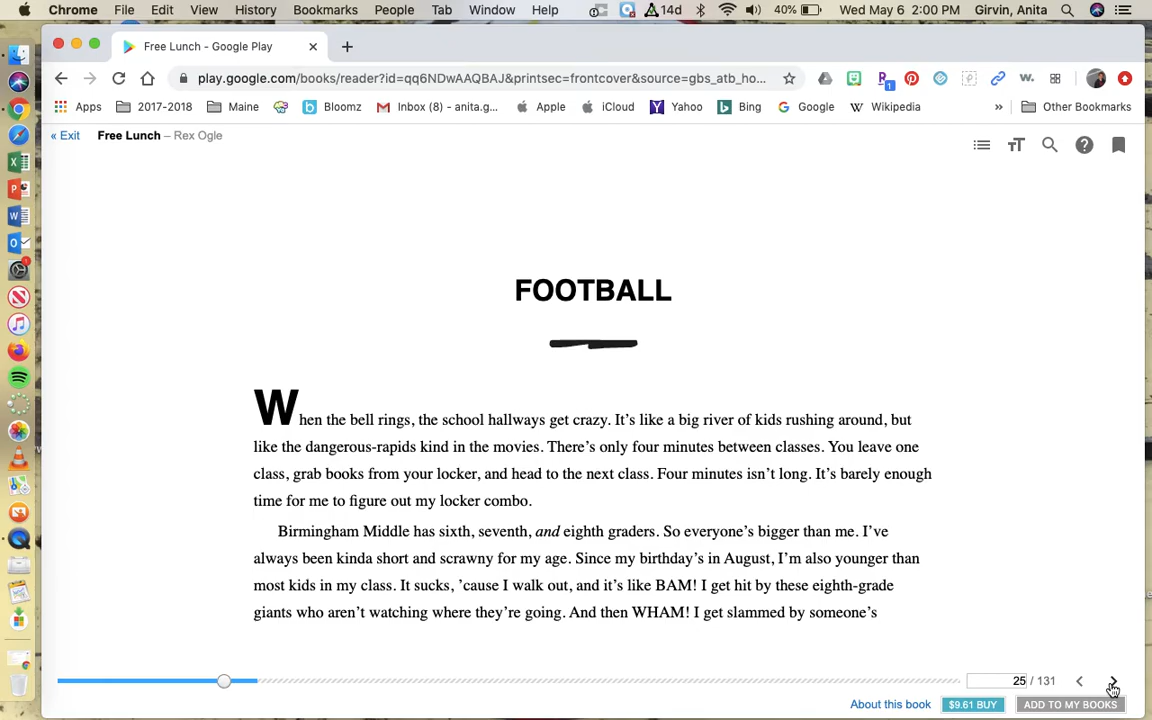 Chrome File Edit View History Bookmarks People Tab Window Help 14d 40% Wed May 6 2:00 PM Girvin, Anita
Free Lunch - Google Play
play.google.com/books/reader?id=qq6NDwAAQBAJ&printsec=frontcover&source=gbs_atb_ho...
Apps 2017-2018 Maine Bloomz Inbox (8) - anita.g... Apple iCloud Yahoo Bing Google Wikipedia » Other Bookmarks
« Exit Free Lunch – Rex Ogle
FOOTBALL
When the bell rings, the school hallways get crazy. It’s like a big river of kids rushing around, but
like the dangerous-rapids kind in the movies. There’s only four minutes between classes. You leave one
class, grab books from your locker, and head to the next class. Four minutes isn’t long. It’s barely enough
time for me to figure out my locker combo.
Birmingham Middle has sixth, seventh, and eighth graders. So everyone’s bigger than me. I’ve
always been kinda short and scrawny for my age. Since my birthday’s in August, I’m also younger than
most kids in my class. It sucks, ’cause I walk out, and it’s like BAM! I get hit by these eighth-grade
giants who aren’t watching where they’re going. And then WHAM! I get slammed by someone’s
25 / 131
About this book $9.61 BUY ADD TO MY BOOKS